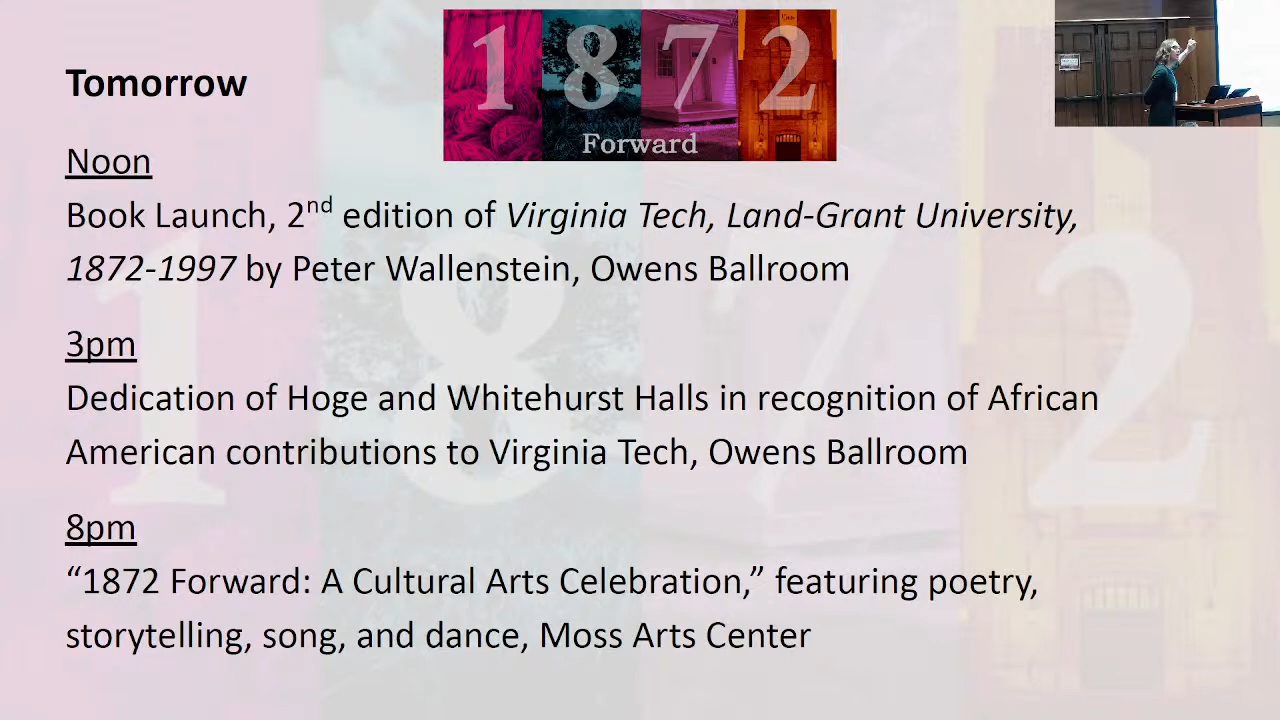 1872
Forward
Tomorrow
Noon
Book Launch, 2nd edition of Virginia Tech, Land-Grant University,
1872-1997 by Peter Wallenstein, Owens Ballroom
3pm
Dedication of Hoge and Whitehurst Halls in recognition of African
American contributions to Virginia Tech, Owens Ballroom
8pm
“1872 Forward: A Cultural Arts Celebration,” featuring poetry,
storytelling, song, and dance, Moss Arts Center
1872